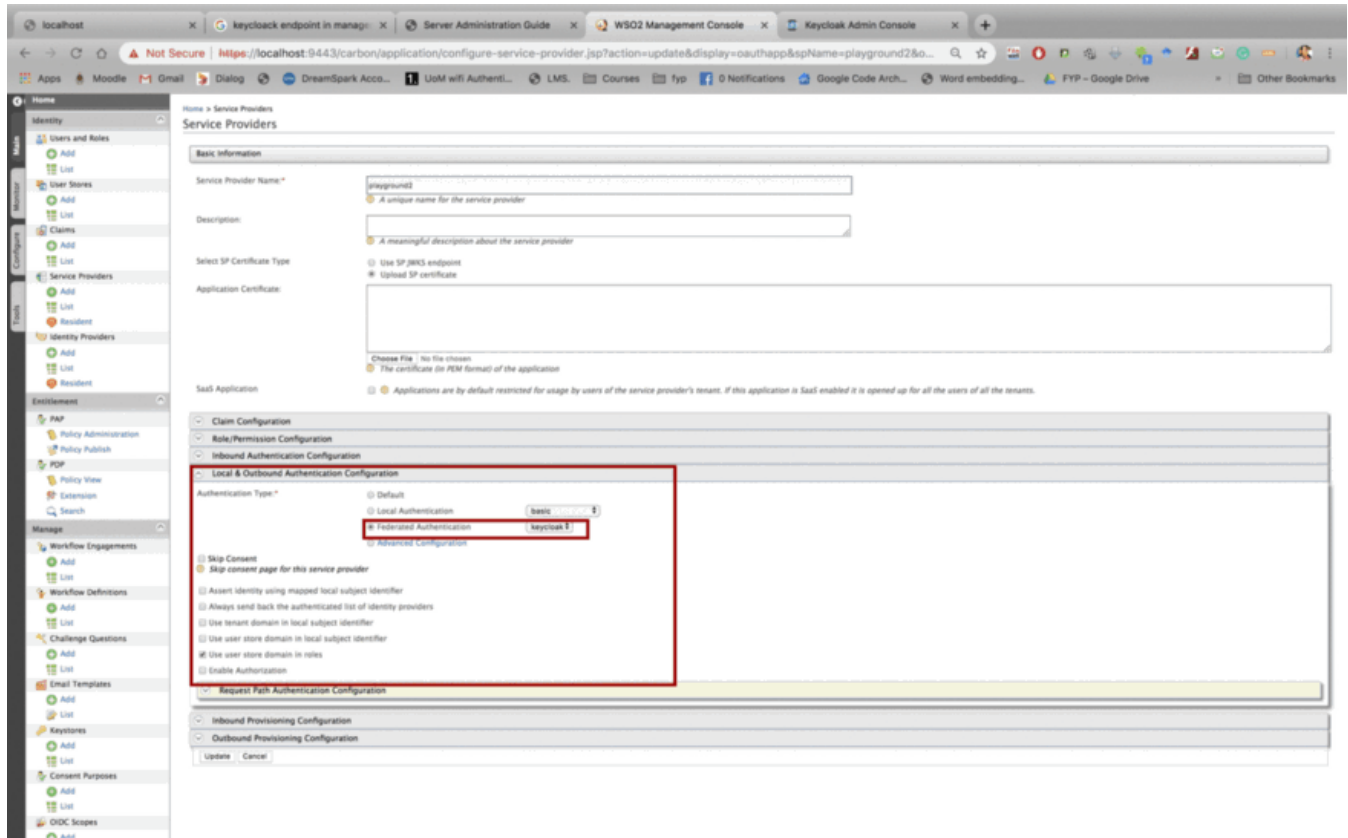 localhost
keycloack endpoint in manage
Server Administration Guide
WSO2 Management Console
Keycloak Admin Console
Not Secure | https://localhost:9443/carbon/application/configure-service-provider.jsp?action=update&display=oauthapp&spName=playground2&o...
Apps Moodle Gmail Dialog DreamSpark Acco... UoM wifi Authenti... LMS. Courses fyp 0 Notifications Google Code Arch... Word embedding... FYP – Google Drive » Other Bookmarks
Main
Monitor
Configure
Tools
Home
Identity
Users and Roles
Add
List
User Stores
Add
List
Claims
Add
List
Service Providers
Add
List
Resident
Identity Providers
Add
List
Resident
Entitlement
PAP
Policy Administration
Policy Publish
PDP
Policy View
Extension
Search
Manage
Workflow Engagements
Add
List
Workflow Definitions
Add
List
Challenge Questions
Add
List
Email Templates
Add
List
Keystores
Add
List
Consent Purposes
Add
List
OIDC Scopes
Add
Home > Service Providers
Service Providers
Basic Information
Service Provider Name:* playground2
A unique name for the service provider
Description:
A meaningful description about the service provider
Select SP Certificate Type Use SP JWKS endpoint
Upload SP certificate
Application Certificate:
Choose File No file chosen
The certificate (in PEM format) of the application
SaaS Application Applications are by default restricted for usage by users of the service provider's tenant. If this application is SaaS enabled it is opened up for all the users of all the tenants.
Claim Configuration
Role/Permission Configuration
Inbound Authentication Configuration
Local & Outbound Authentication Configuration
Authentication Type:* Default
Local Authentication basic
Federated Authentication keycloak
Advanced Configuration
Skip Consent
Skip consent page for this service provider
Assert identity using mapped local subject identifier
Always send back the authenticated list of identity providers
Use tenant domain in local subject identifier
Use user store domain in local subject identifier
Use user store domain in roles
Enable Authorization
Request Path Authentication Configuration
Inbound Provisioning Configuration
Outbound Provisioning Configuration
Update Cancel